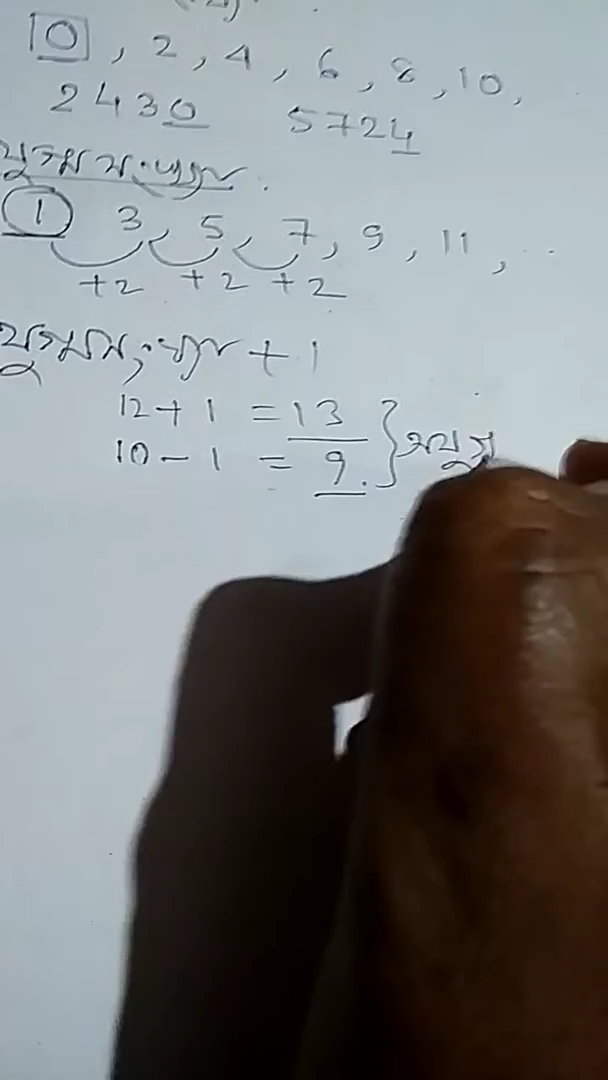 0, 2, 4, 6, 8, 10,
2430 5724
1 3, 5, 7, 9, 11, ..
+2 +2 +2
+ 1
12 + 1 = 13
10 - 1 = 9.